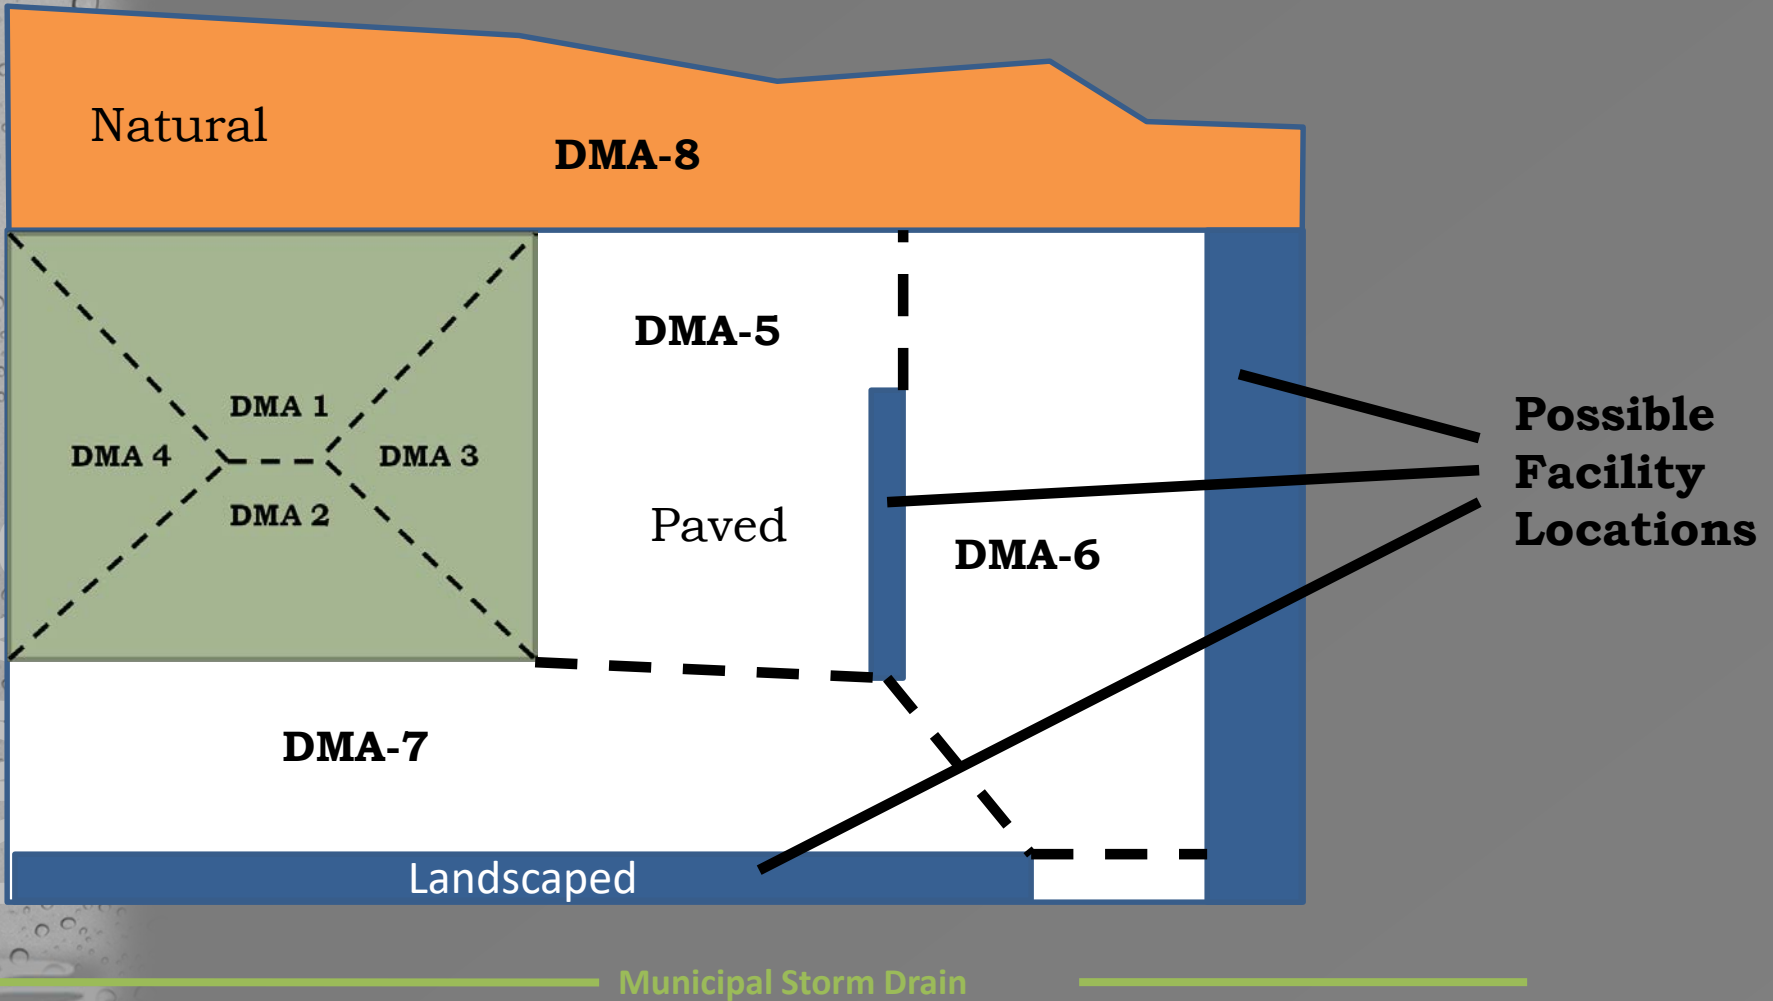 Natural
DMA-8
DMA-5
DMA 1
DMA 4
DMA 3
DMA 2
Paved
DMA-6
Possible
Facility
Locations
DMA-7
Landscaped
Municipal Storm Drain